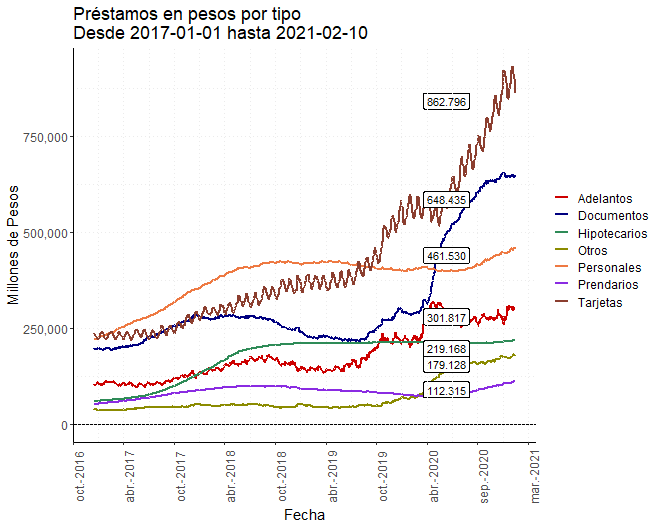 Préstamos en pesos por tipo
Desde 2017-01-01 hasta 2021-02-10
Millones de Pesos
750,000
500,000
250,000
0
862.796
648.435
461.530
301.817
219.168
179.128
112.315
oct.-2016
abr.-2017
oct.-2017
abr.-2018
oct.-2018
abr.-2019
oct.-2019
abr.-2020
sep.-2020
mar.-2021
Fecha
Adelantos
Documentos
Hipotecarios
Otros
Personales
Prendarios
Tarjetas